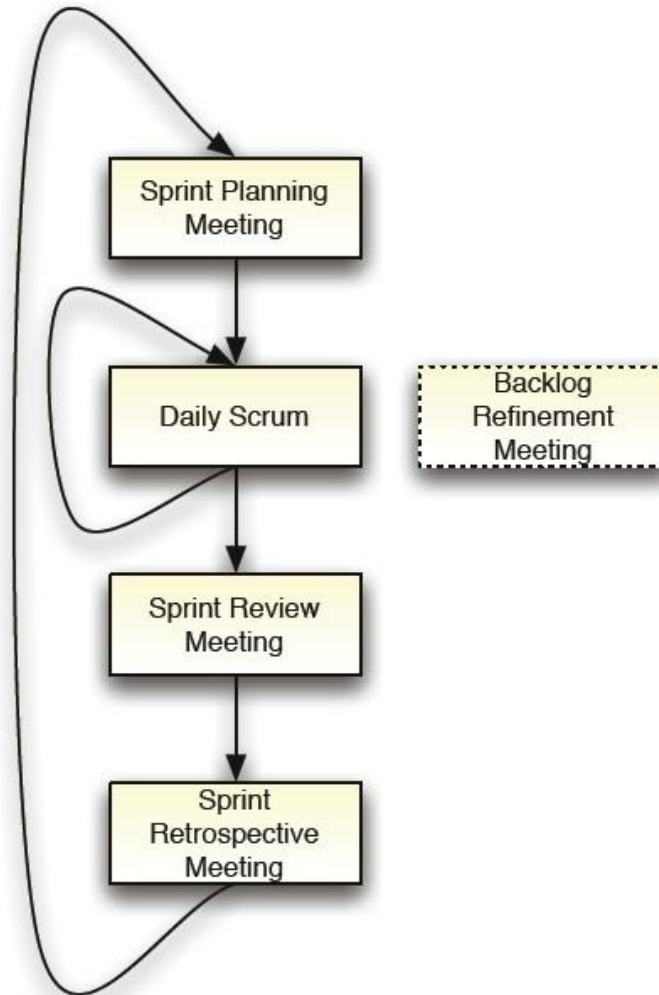 Sprint Planning
Meeting
Daily Scrum
Backlog
Refinement
Meeting
Sprint Review
Meeting
Sprint
Retrospective
Meeting